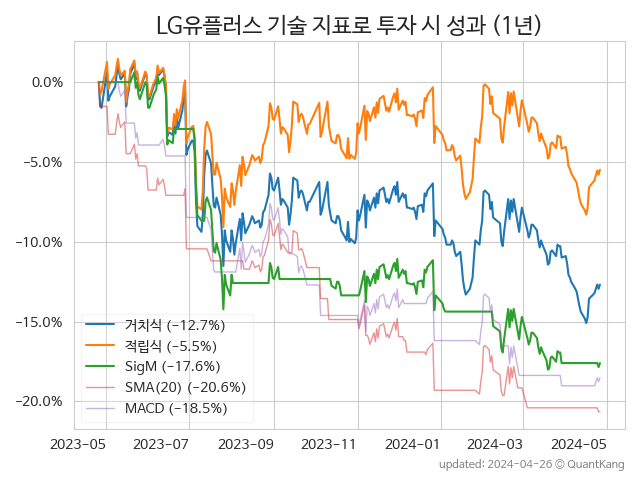 LG유플러스 기술 지표로 투자 시 성과 (1년)
0.0%
−5.0%
−10.0%
−15.0%
−20.0%
거치식 (−12.7%)
적립식 (−5.5%)
SigM (−17.6%)
SMA(20) (−20.6%)
MACD (−18.5%)
2023-05 2023-07 2023-09 2023-11 2024-01 2024-03 2024-05
updated: 2024-04-26 © QuantKang